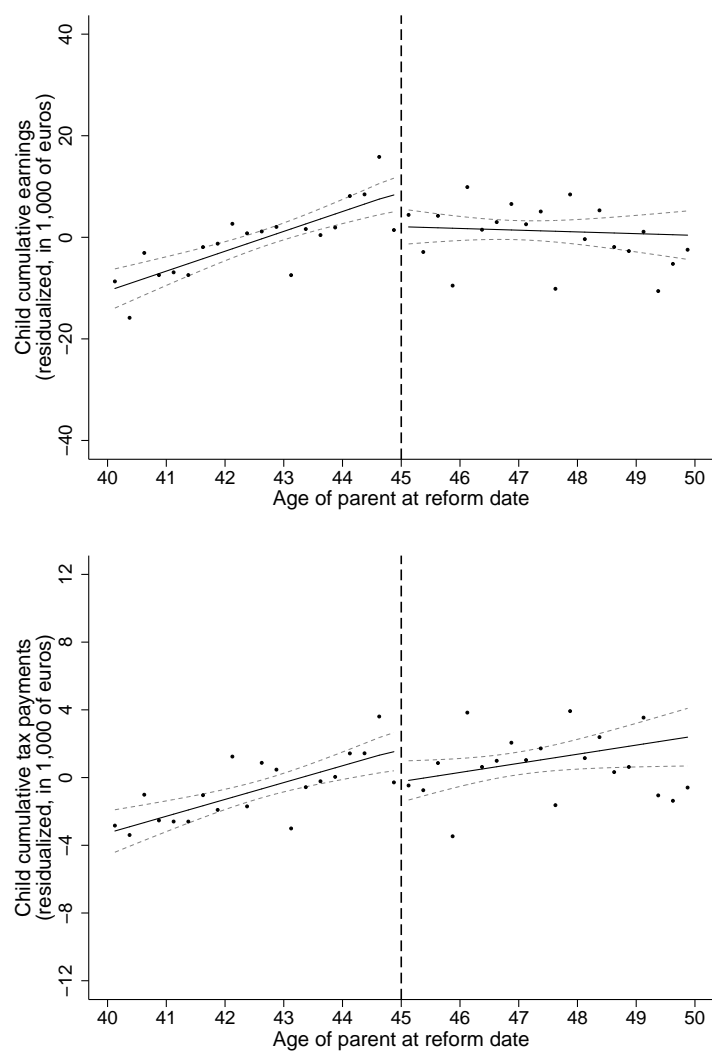 Child cumulative earnings
(residualized, in 1,000 of euros)
40
20
0
−20
−40
40 41 42 43 44 45 46 47 48 49 50
Age of parent at reform date
Child cumulative tax payments
(residualized, in 1,000 of euros)
12
8
4
0
−4
−8
−12
40 41 42 43 44 45 46 47 48 49 50
Age of parent at reform date